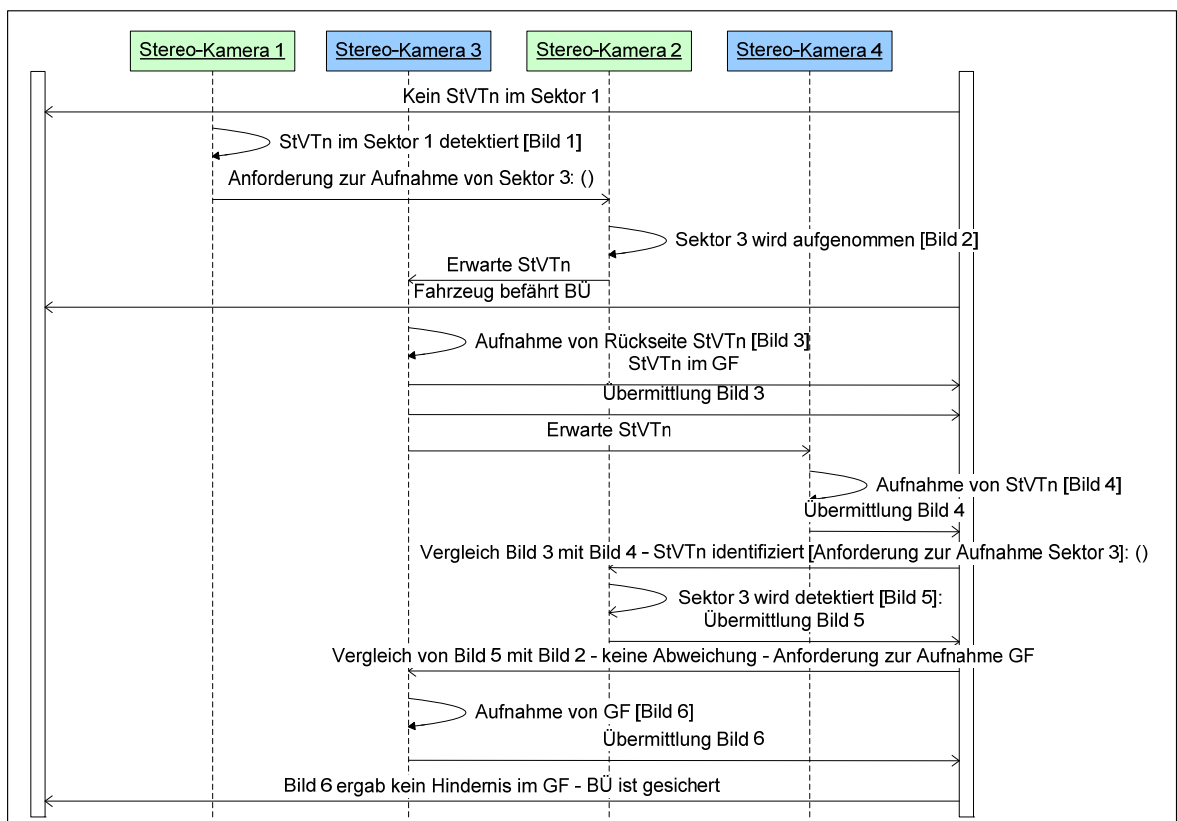 Stereo-Kamera 1
Stereo-Kamera 3
Stereo-Kamera 2
Stereo-Kamera 4
Kein StVTn im Sektor 1
StVTn im Sektor 1 detektiert [Bild 1]
Anforderung zur Aufnahme von Sektor 3: ()
Sektor 3 wird aufgenommen [Bild 2]
Erwarte StVTn
Fahrzeug befährt BÜ
Aufnahme von Rückseite StVTn [Bild 3]
StVTn im GF
Übermittlung Bild 3
Erwarte StVTn
Aufnahme von StVTn [Bild 4]
Übermittlung Bild 4
Vergleich Bild 3 mit Bild 4 - StVTn identifiziert [Anforderung zur Aufnahme Sektor 3]: ()
Sektor 3 wird detektiert [Bild 5]:
Übermittlung Bild 5
Vergleich von Bild 5 mit Bild 2 - keine Abweichung - Anforderung zur Aufnahme GF
Aufnahme von GF [Bild 6]
Übermittlung Bild 6
Bild 6 ergab kein Hindernis im GF - BÜ ist gesichert